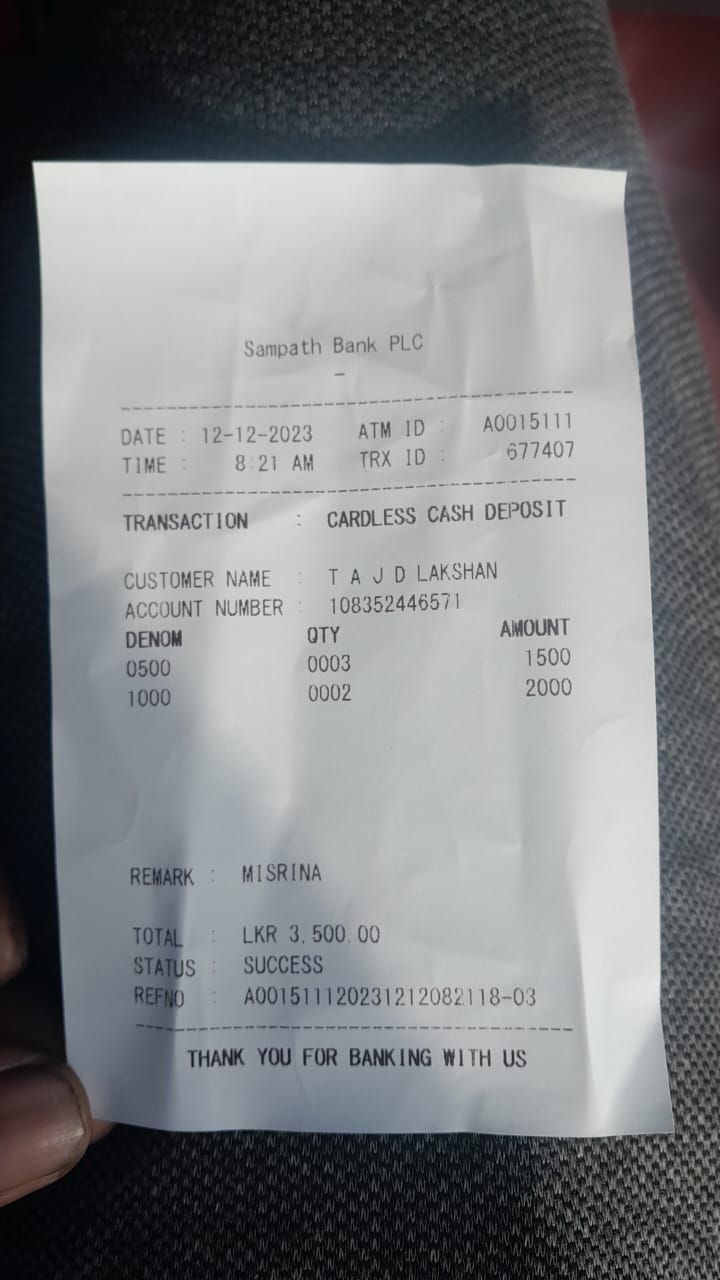 Sampath Bank PLC
-
DATE : 12-12-2023 ATM ID : A0015111
TIME : 8:21 AM TRX ID : 677407
TRANSACTION : CARDLESS CASH DEPOSIT
CUSTOMER NAME : T A J D LAKSHAN
ACCOUNT NUMBER : 108352446571
DENOM QTY AMOUNT
0500 0003 1500
1000 0002 2000
REMARK : MISRINA
TOTAL : LKR 3,500.00
STATUS : SUCCESS
REFNO : A001511120231212082118-03
THANK YOU FOR BANKING WITH US